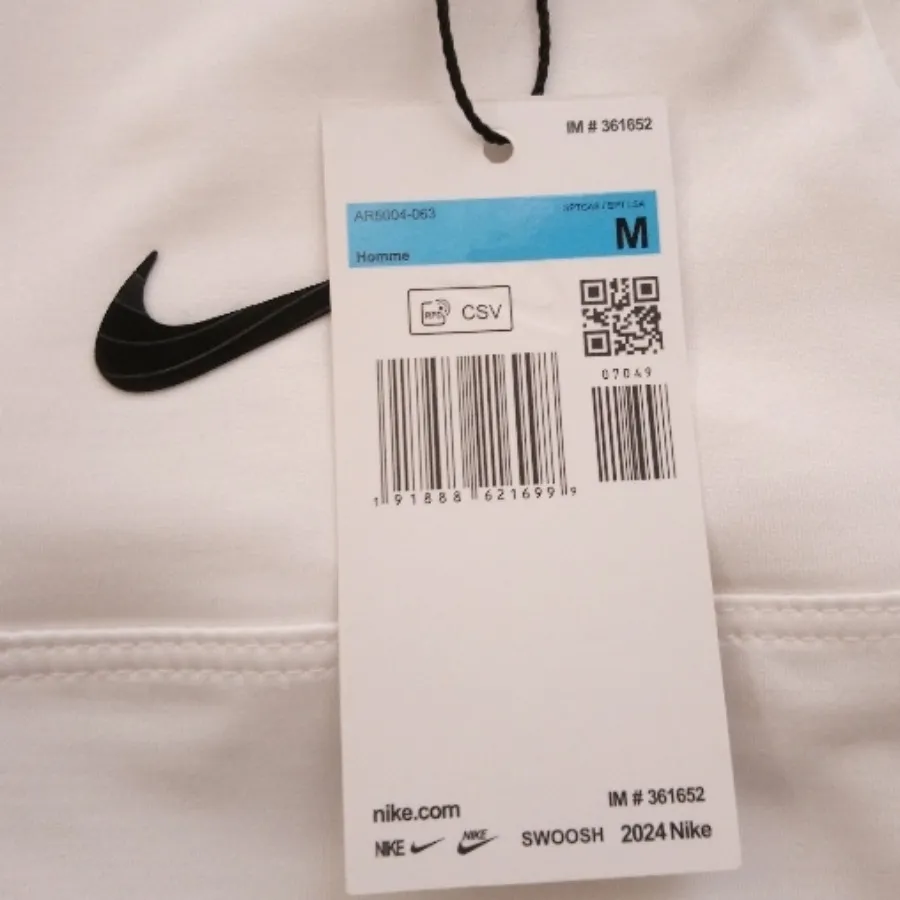 IM # 361652
AR5004-063
M
Homme
RFID CSV
07049
1 91888 621699 9
nike.com
IM # 361652
NIKE NIKE SWOOSH 2024 Nike